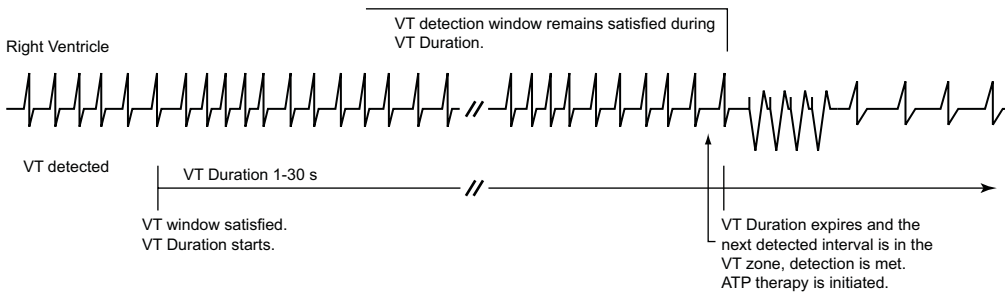 VT detection window remains satisfied during
VT Duration.
Right Ventricle
VT detected
VT Duration 1-30 s
VT window satisfied.
VT Duration starts.
VT Duration expires and the
next detected interval is in the
VT zone, detection is met.
ATP therapy is initiated.